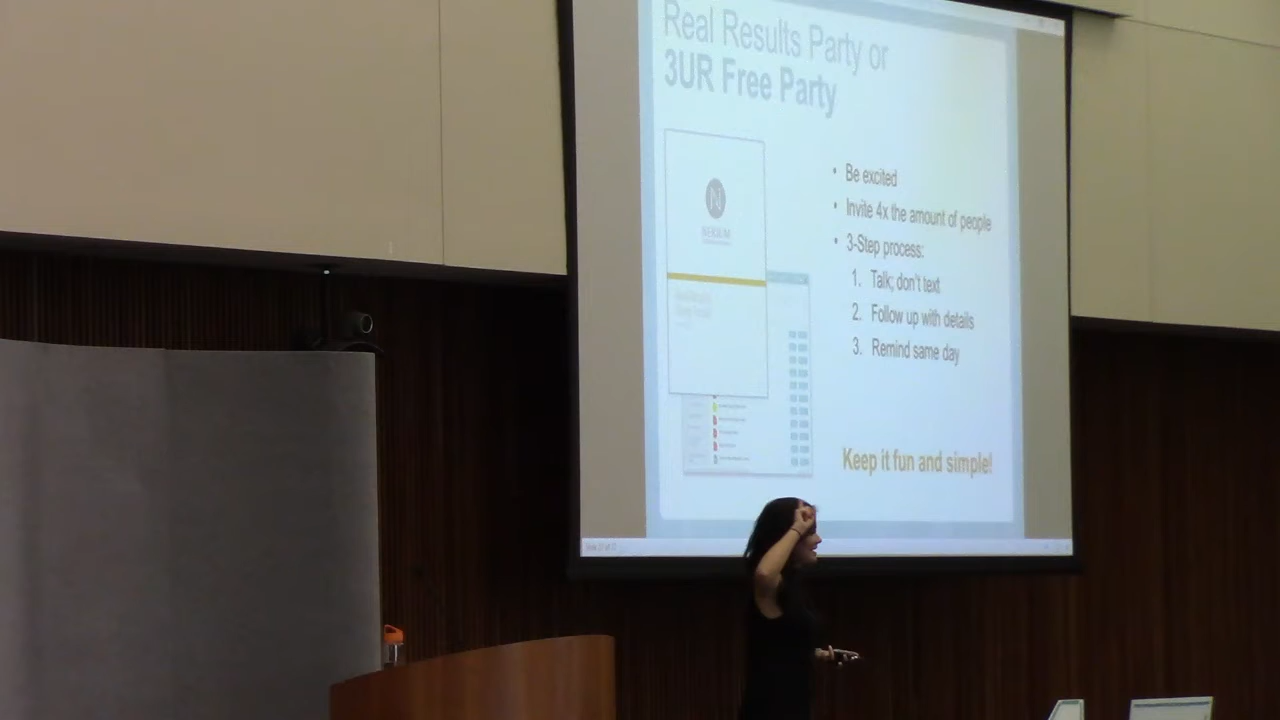 Real Results Party or
3UR Free Party
NERIUM
• Be excited
• Invite 4x the amount of people
• 3-Step process:
1. Talk; don't text
2. Follow up with details
3. Remind same day
Keep it fun and simple!